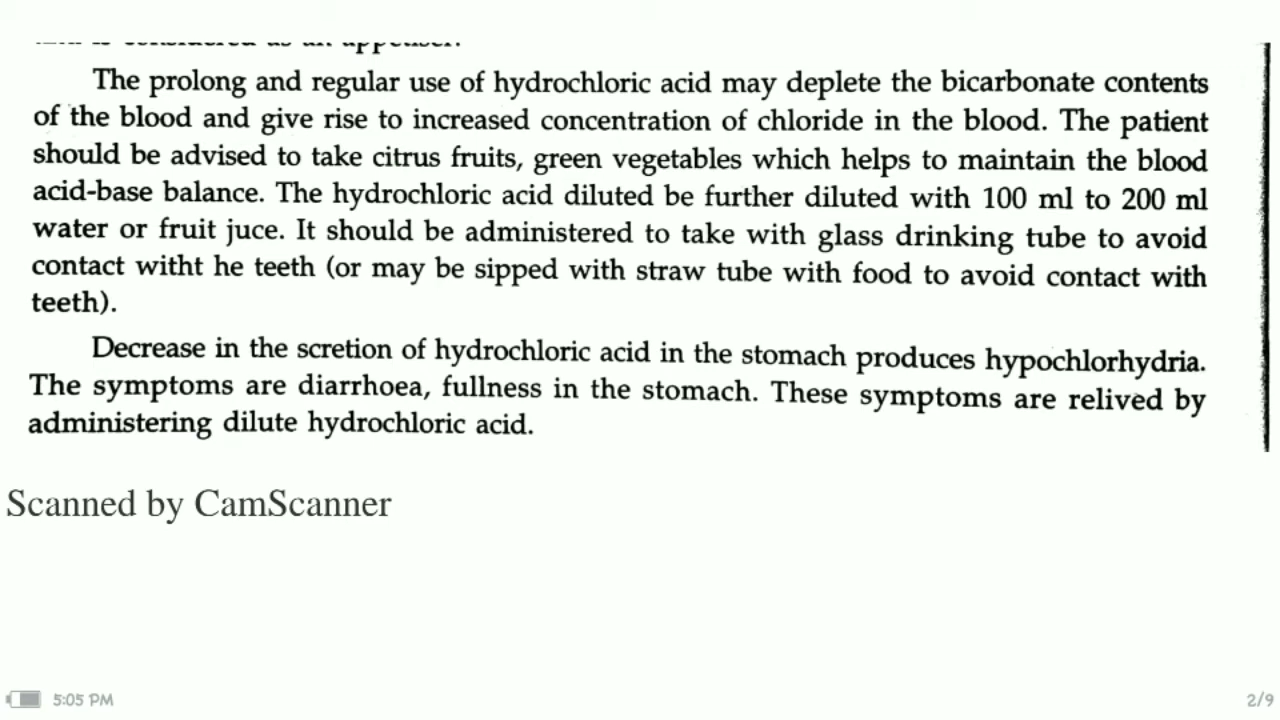 The prolong and regular use of hydrochloric acid may deplete the bicarbonate contents
of the blood and give rise to increased concentration of chloride in the blood. The patient
should be advised to take citrus fruits, green vegetables which helps to maintain the blood
acid-base balance. The hydrochloric acid diluted be further diluted with 100 ml to 200 ml
water or fruit juce. It should be administered to take with glass drinking tube to avoid
contact witht he teeth (or may be sipped with straw tube with food to avoid contact with
teeth).
Decrease in the scretion of hydrochloric acid in the stomach produces hypochlorhydria.
The symptoms are diarrhoea, fullness in the stomach. These symptoms are relived by
administering dilute hydrochloric acid.
Scanned by CamScanner
5:05 PM
2/9